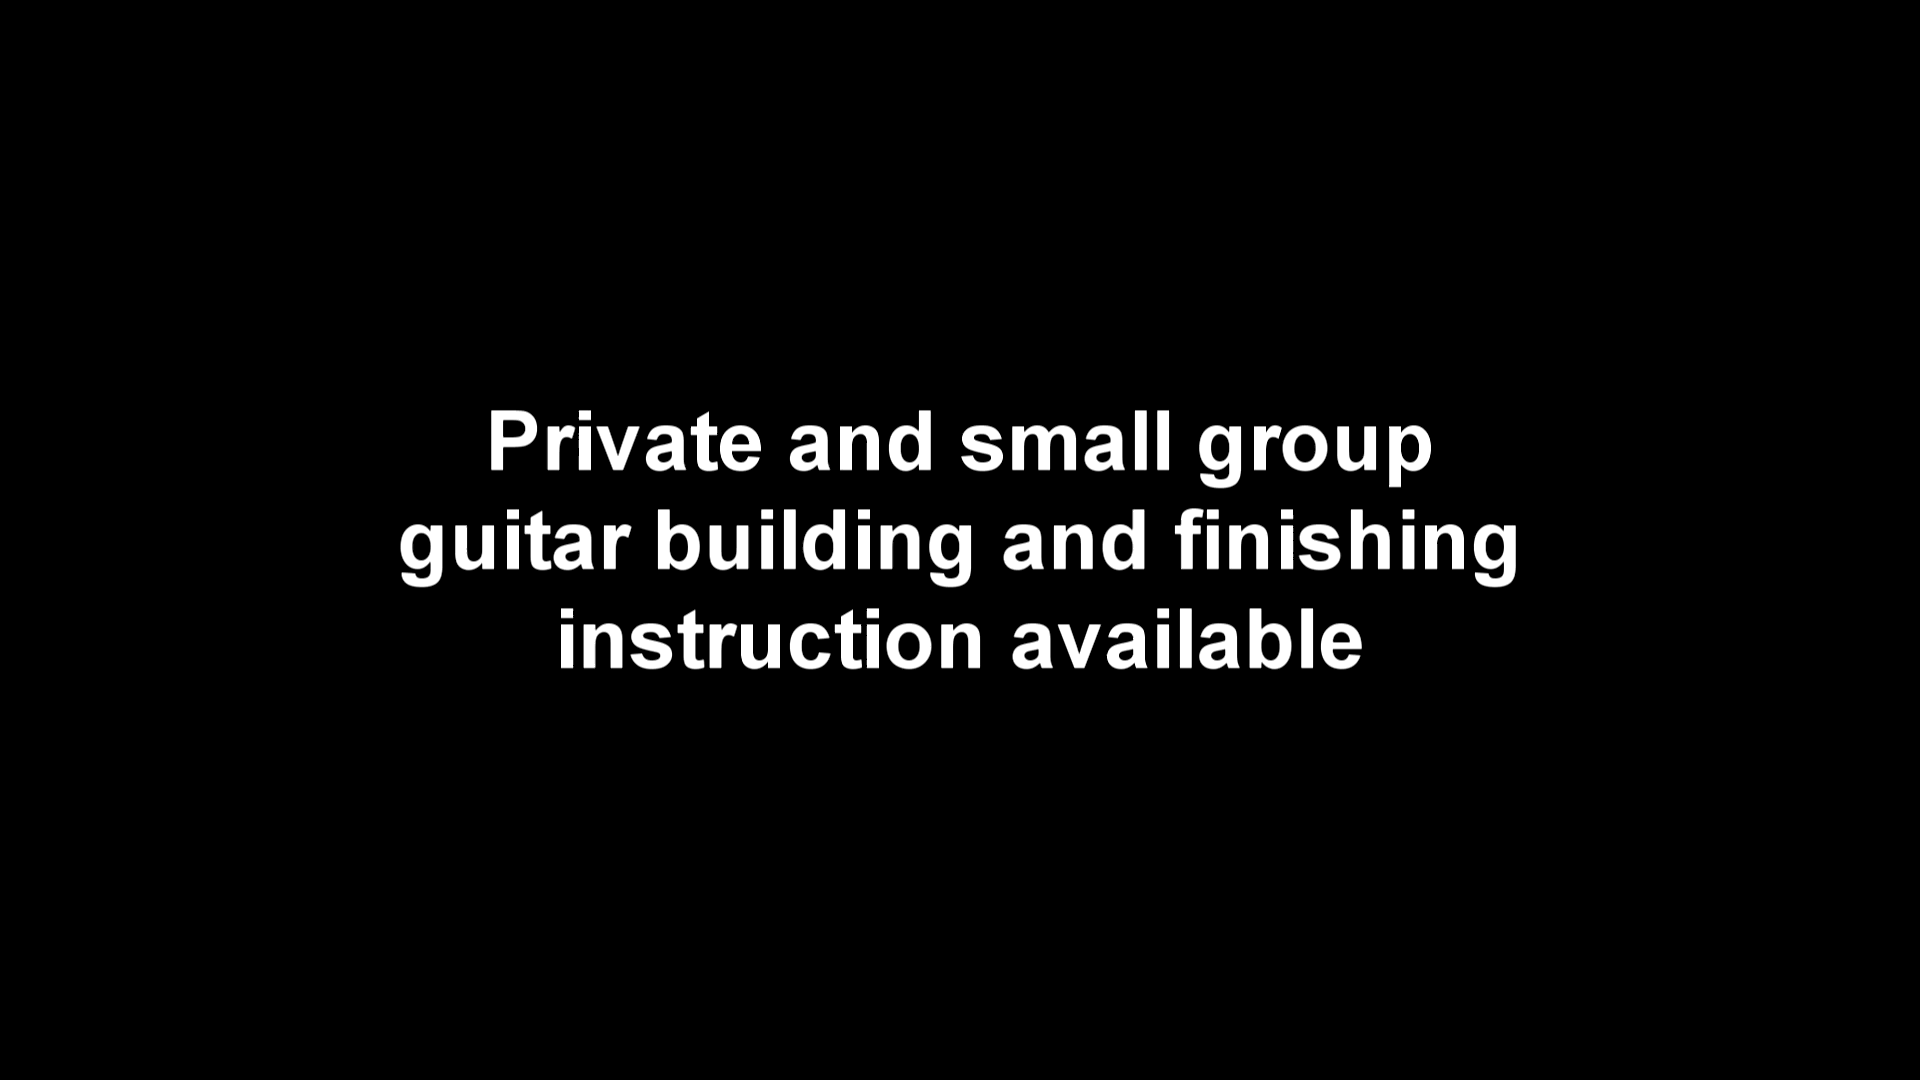 Private and small group
guitar building and finishing
instruction available